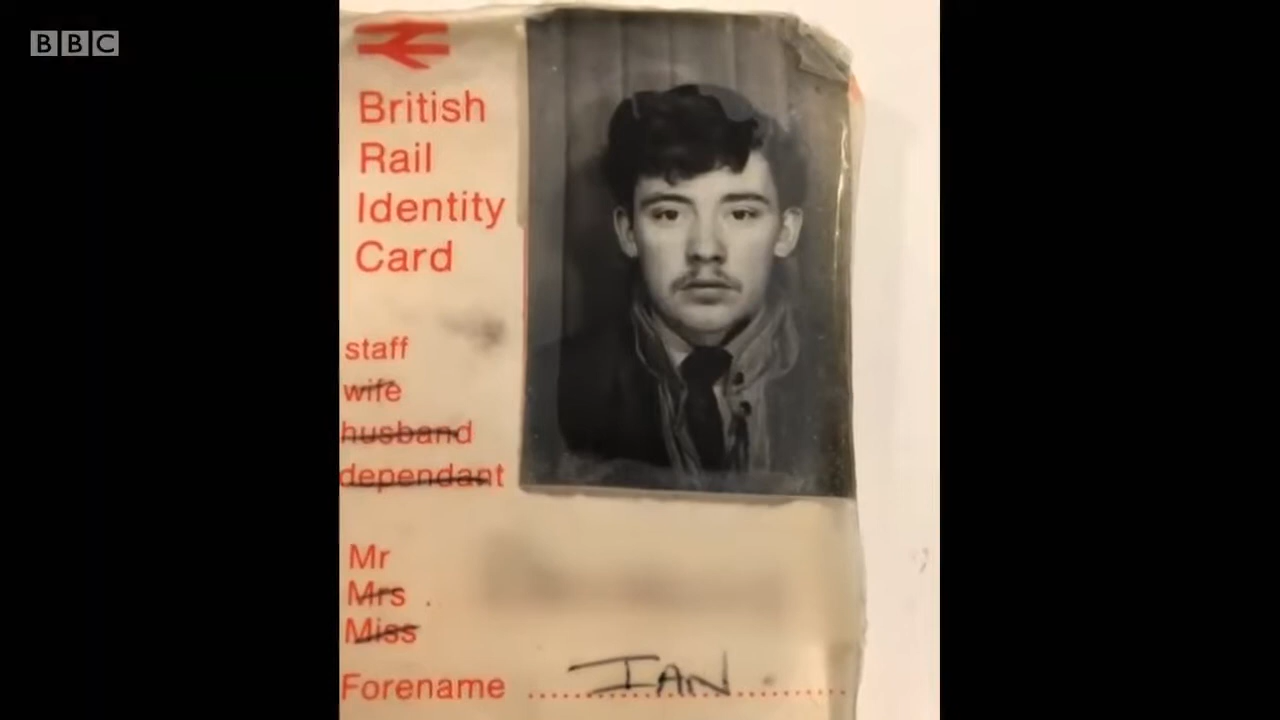 BBC
British
Rail
Identity
Card
staff
wife
husband
dependant
Mr
Mrs
Miss
Forename IAN